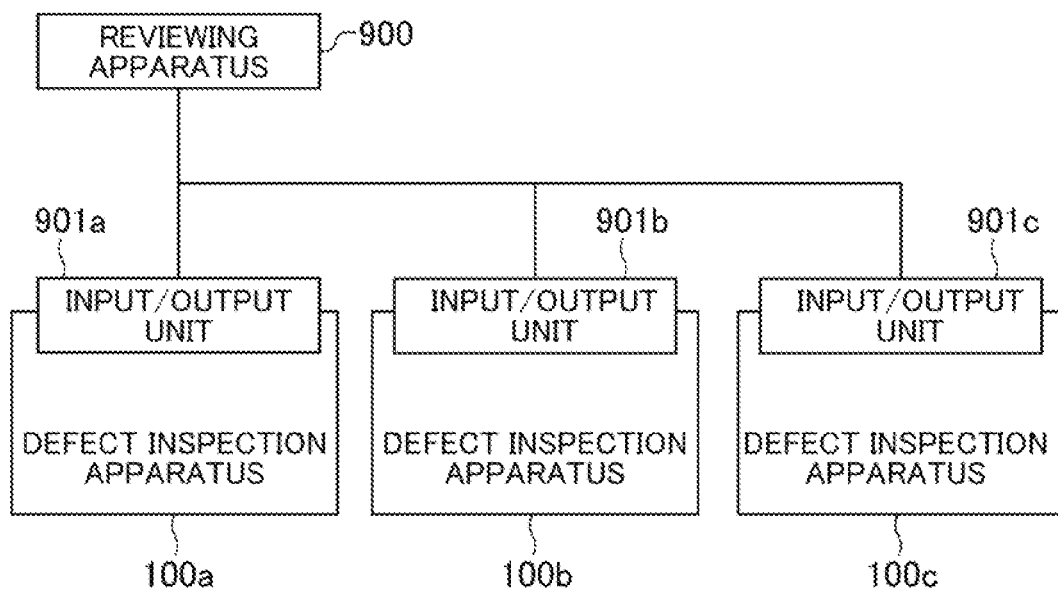 REVIEWING
APPARATUS
900
901a
901b
901c
INPUT/OUTPUT
UNIT
INPUT/OUTPUT
UNIT
INPUT/OUTPUT
UNIT
DEFECT INSPECTION
APPARATUS
DEFECT INSPECTION
APPARATUS
DEFECT INSPECTION
APPARATUS
100a
100b
100c